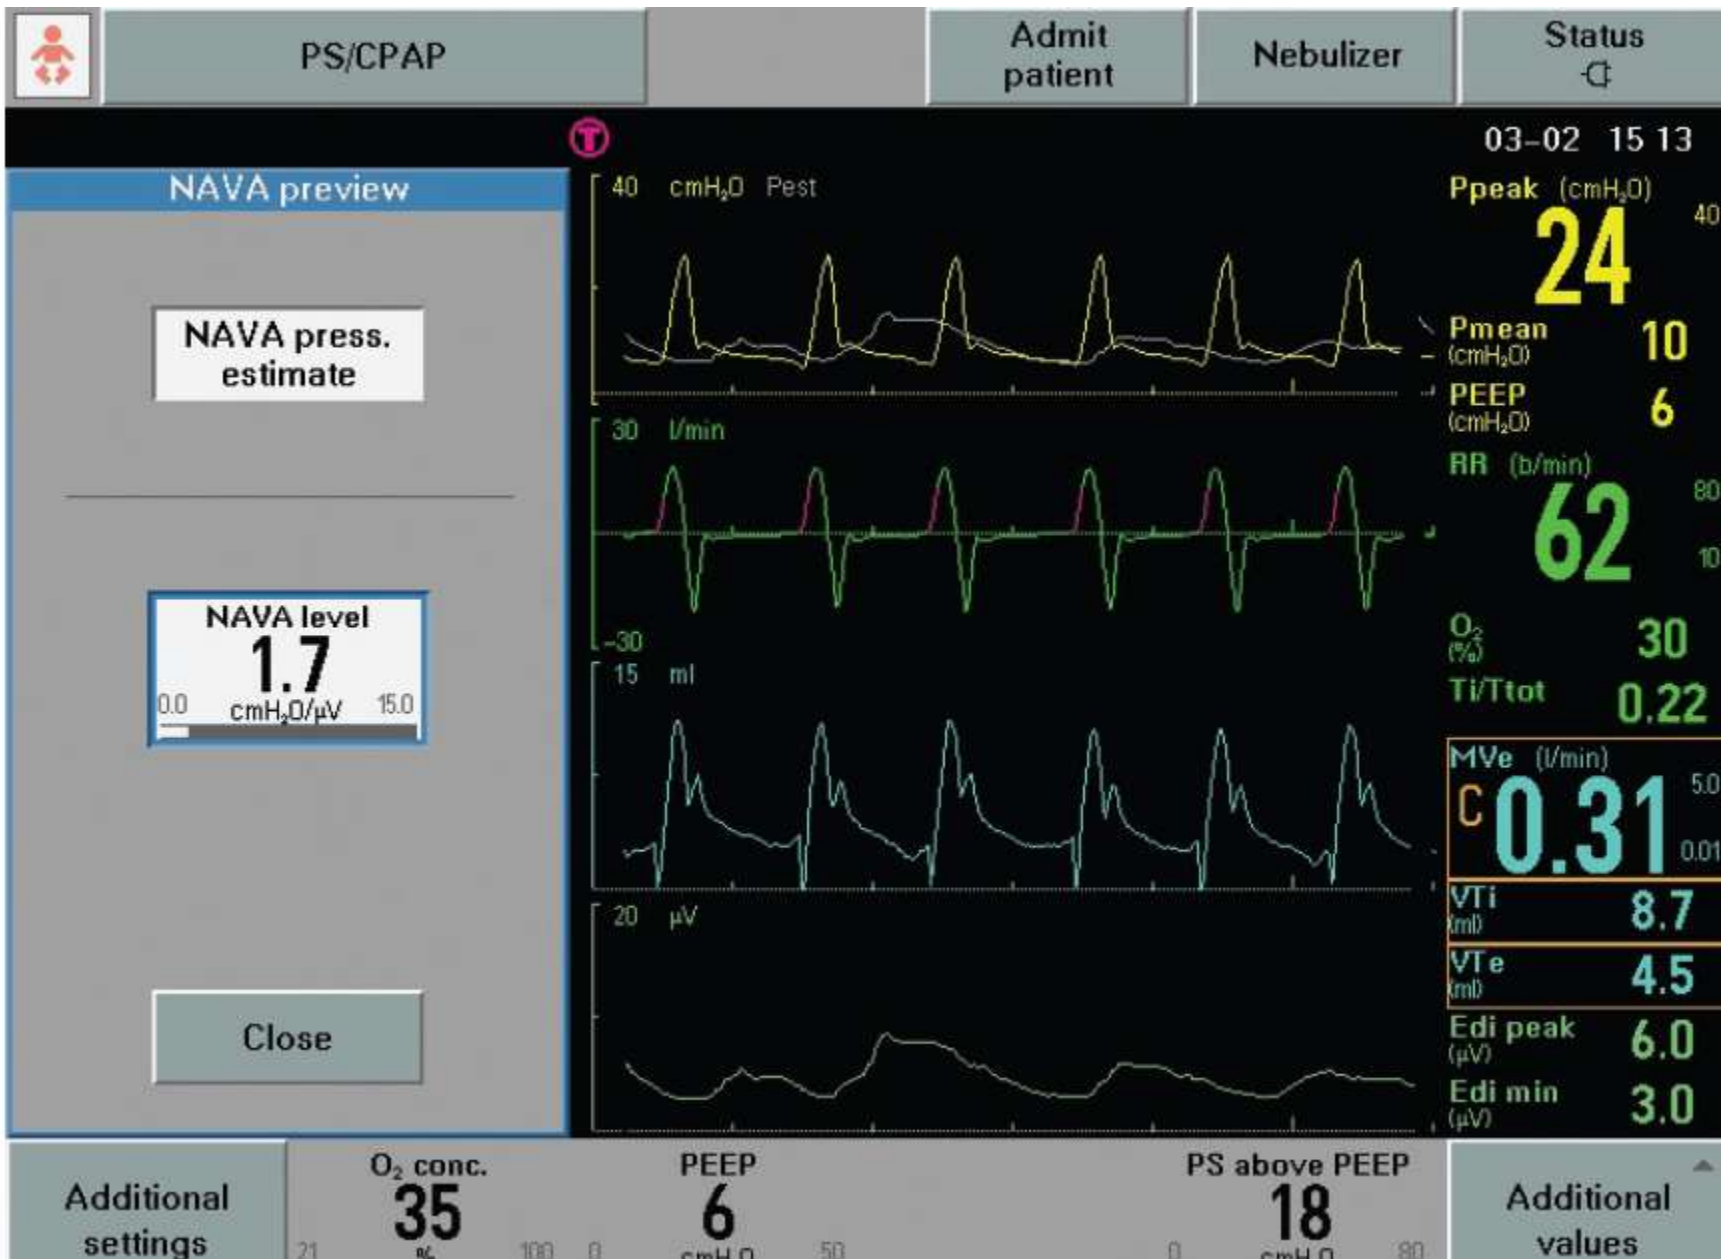 PS/CPAP
Admit
patient
Nebulizer
Status
T
03-02 15 13
NAVA preview
NAVA press.
estimate
NAVA level
1.7
0.0 cmH₂O/µV 15.0
Close
40 cmH₂O Pest
30 l/min
-30
15 ml
20 µV
Ppeak (cmH₂O)
24 40
Pmean
(cmH₂O) 10
PEEP
(cmH₂O) 6
RR (b/min)
62 80
10
O₂
(%) 30
Ti/Ttot 0.22
MVe (l/min)
C 0.31 5.0
0.01
VTi
(ml) 8.7
VTe
(ml) 4.5
Edi peak
(µV) 6.0
Edi min
(µV) 3.0
Additional
settings
O₂ conc.
35
21 % 100
PEEP
6
0 cmH₂O 50
PS above PEEP
18
0 cmH₂O 80
Additional
values